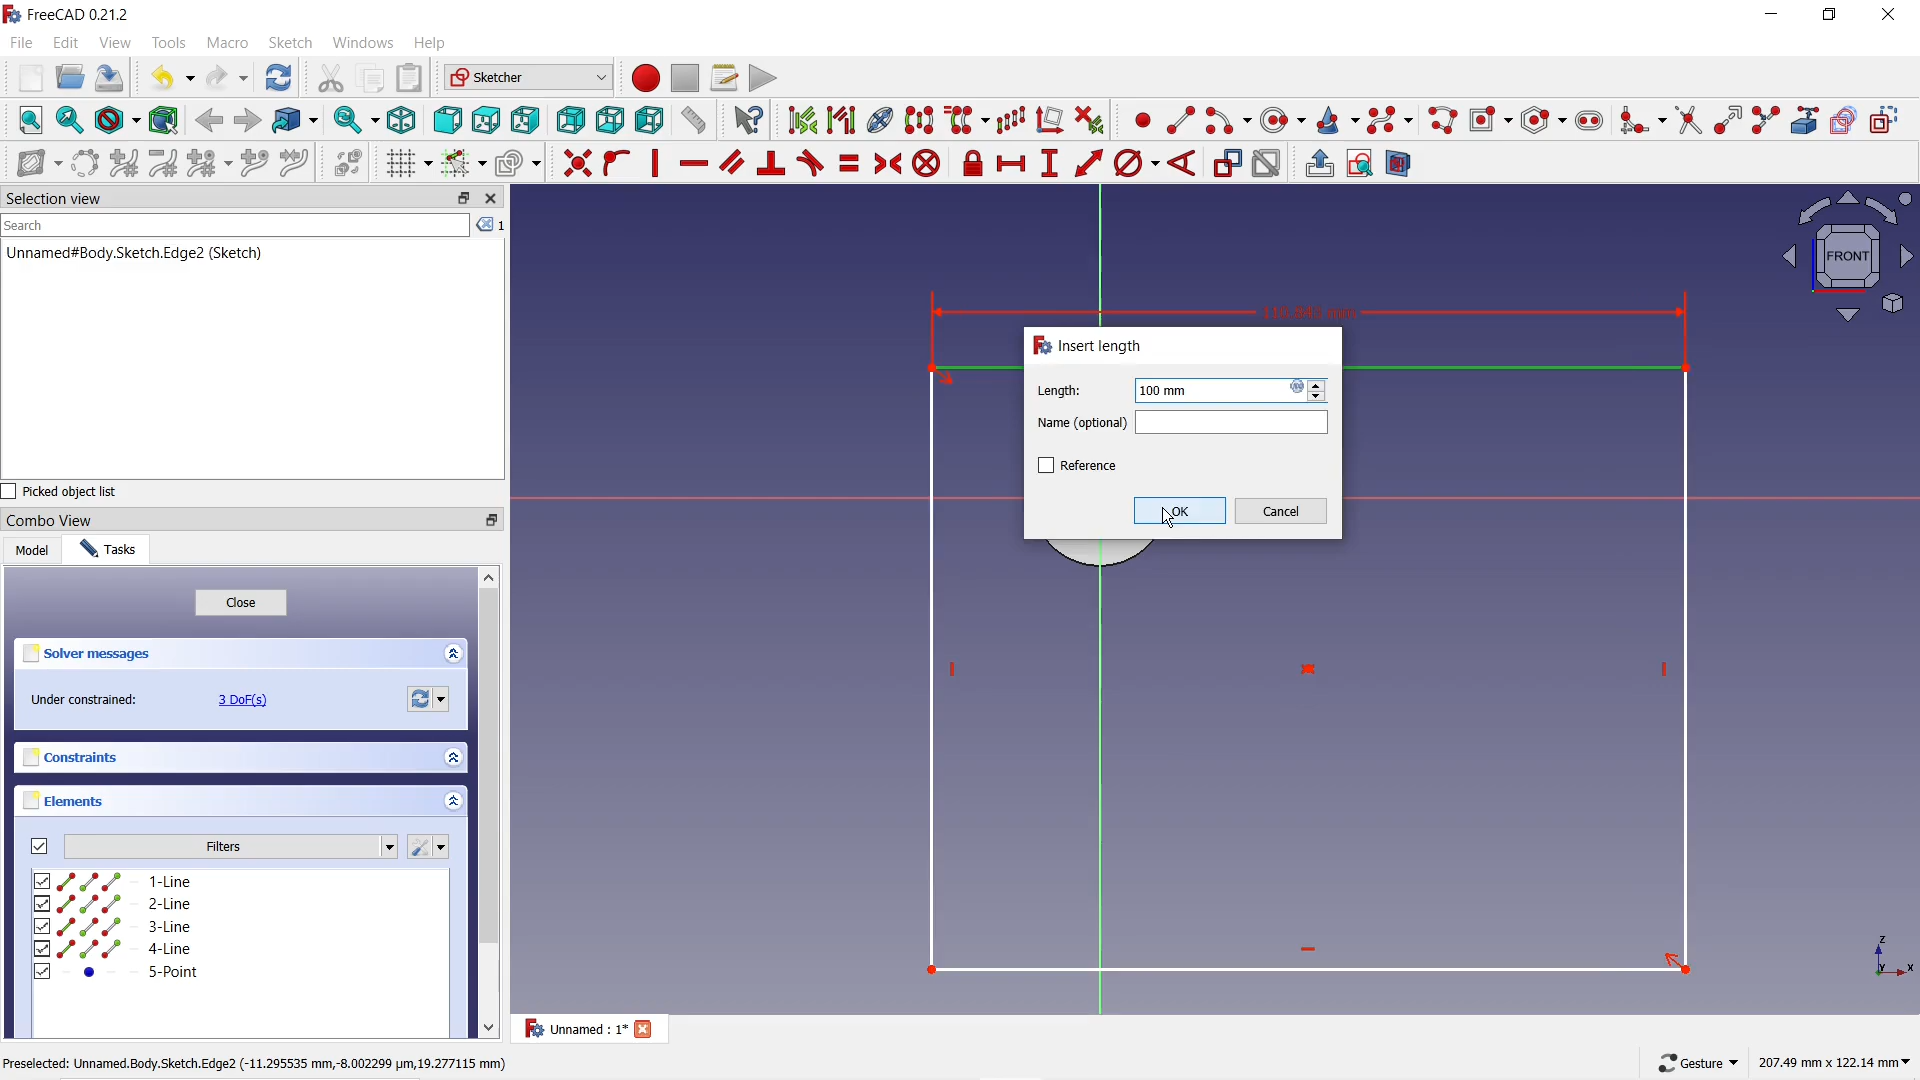 FreeCAD 0.21.2
File Edit View Tools Macro Sketch Windows Help
Sketcher
Selection view
Search 1
Unnamed#Body.Sketch.Edge2 (Sketch)
Picked object list
Combo View
Model Tasks
Close
Solver messages
Under constrained: 3 DoF(s)
Constraints
Elements
Filters
1-Line
2-Line
3-Line
4-Line
5-Point
FRONT
Insert length
Length: 100 mm
Name (optional)
Reference
OK Cancel
Z
Y X
Unnamed : 1*
Preselected: Unnamed.Body.Sketch.Edge2 (-11.295535 mm,-8.002299 µm,19.277115 mm)
Gesture 207.49 mm x 122.14 mm